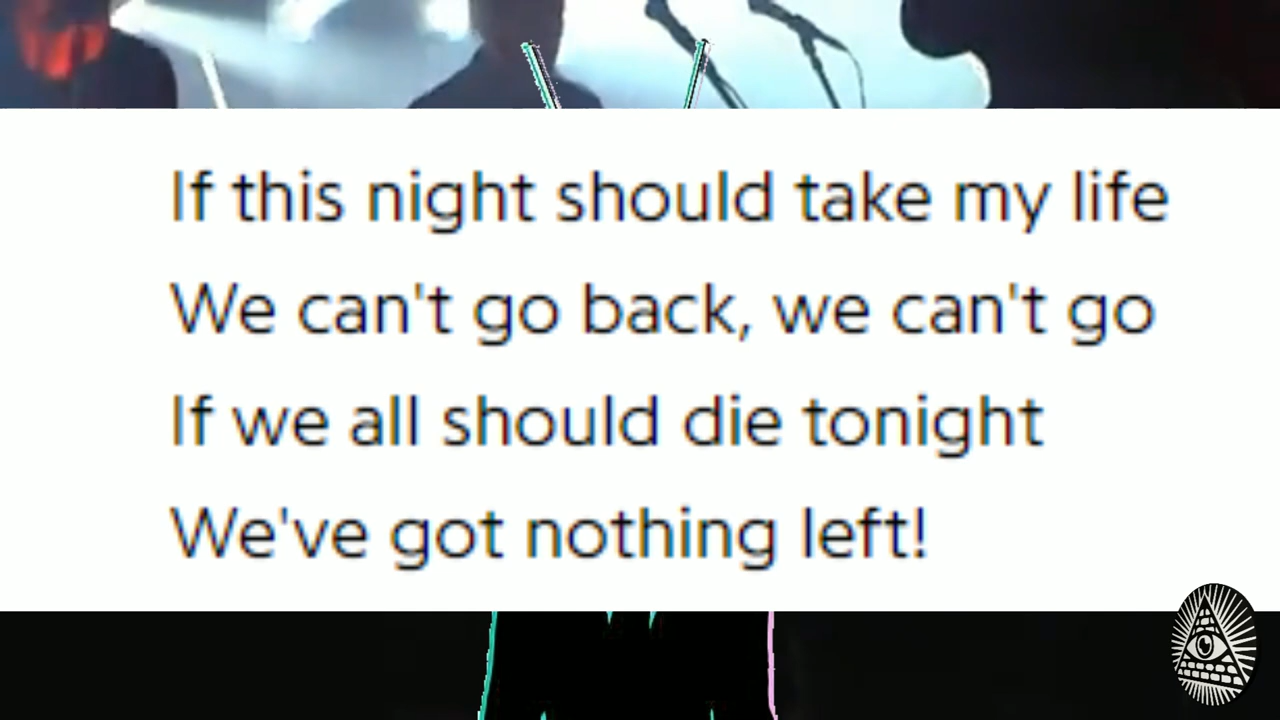 If this night should take my life
We can't go back, we can't go
If we all should die tonight
We've got nothing left!